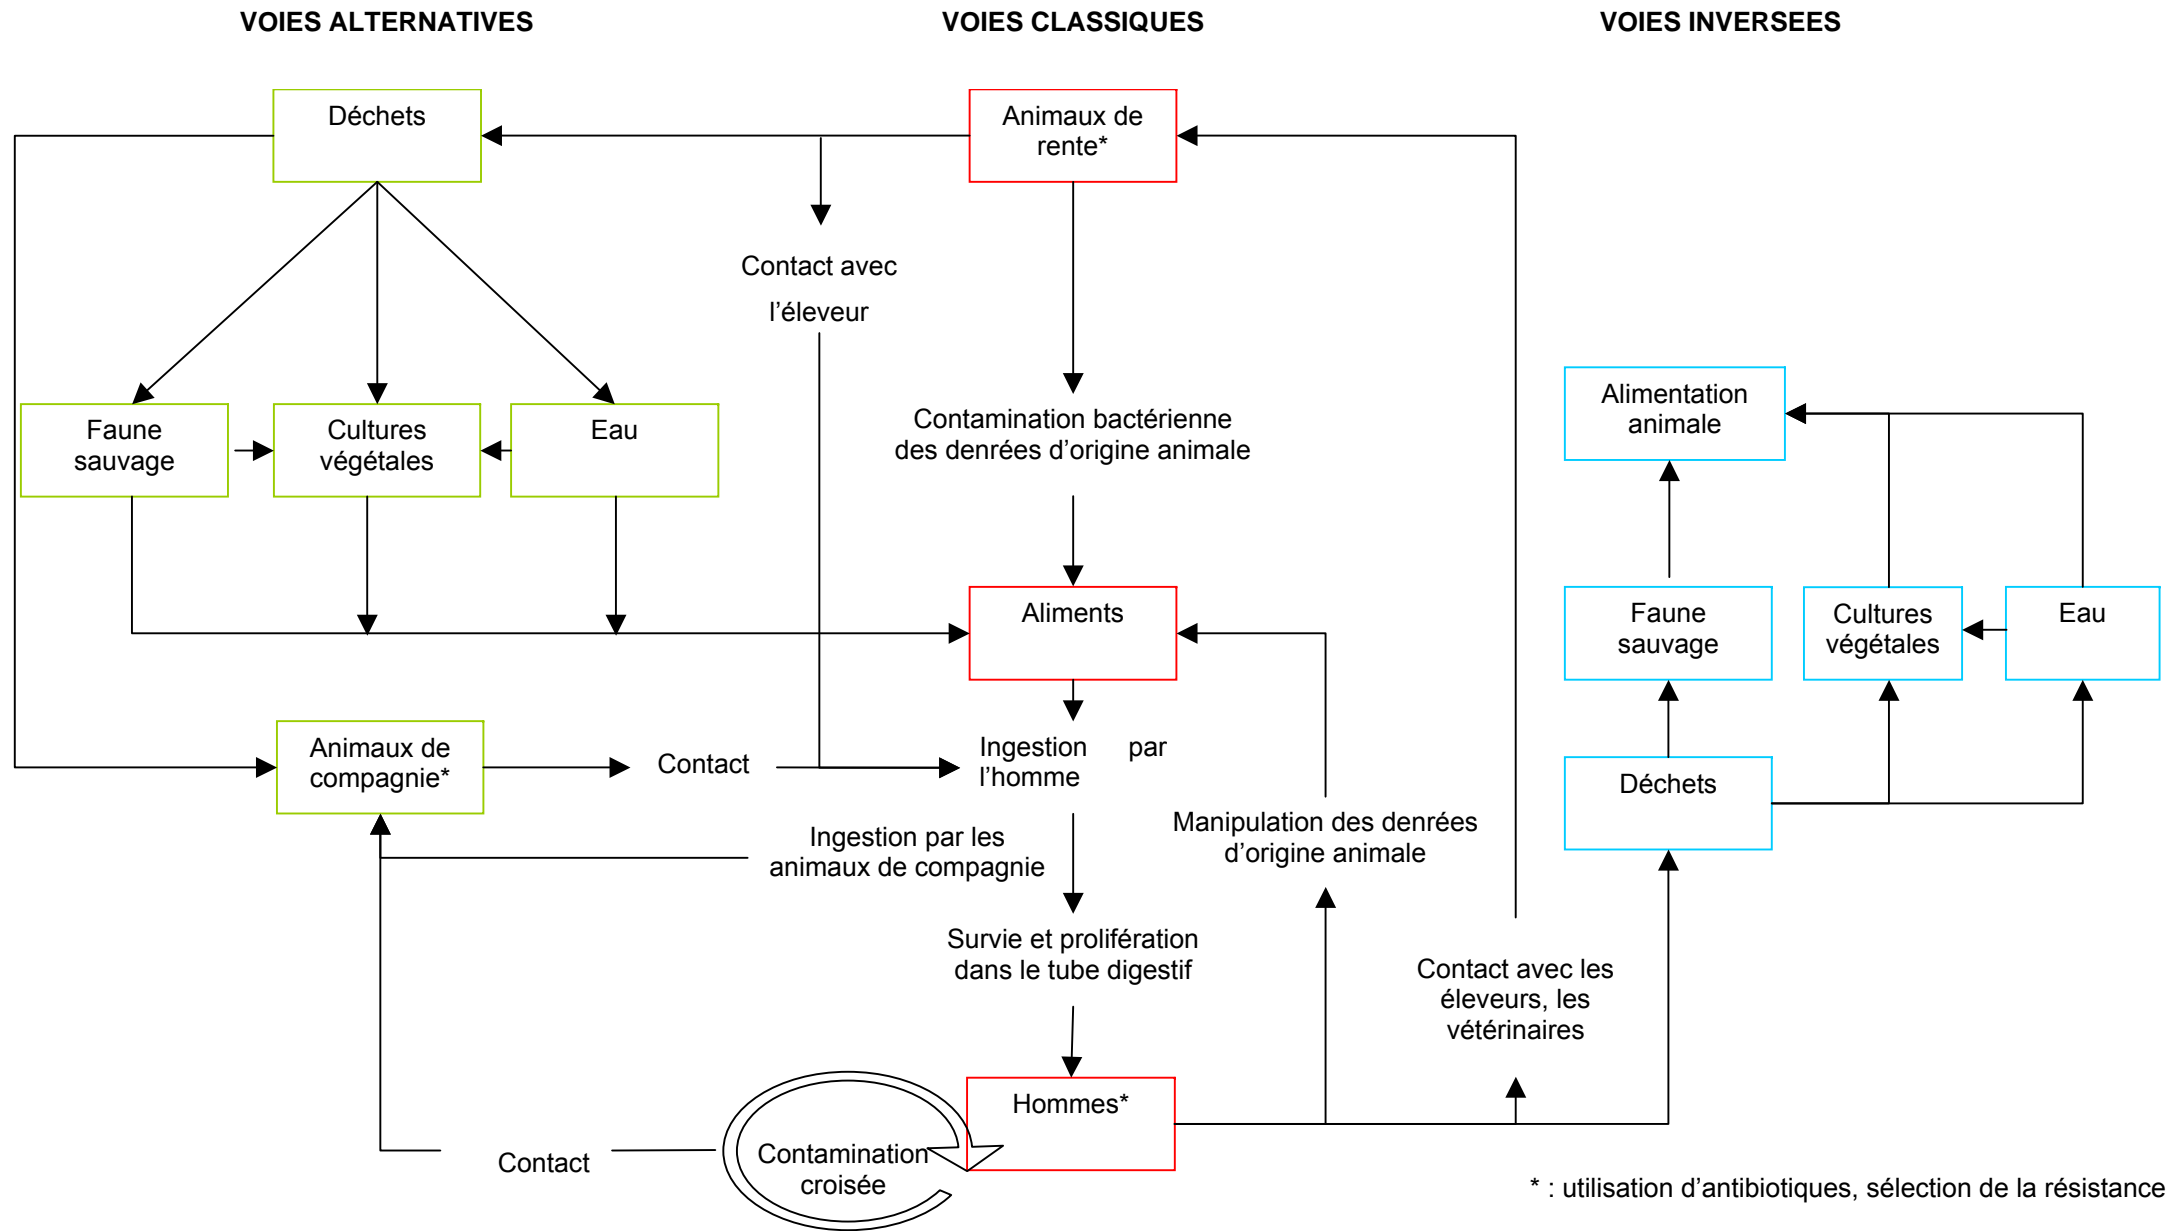 VOIES ALTERNATIVES
VOIES CLASSIQUES
VOIES INVERSEES
Déchets
Animaux de
rente*
Contact avec
l’éleveur
Faune
sauvage
Cultures
végétales
Eau
Contamination bactérienne
des denrées d’origine animale
Alimentation
animale
Aliments
Faune
sauvage
Cultures
végétales
Eau
Animaux de
compagnie*
Contact
Ingestion par
l’homme
Déchets
Ingestion par les
animaux de compagnie
Manipulation des denrées
d’origine animale
Survie et prolifération
dans le tube digestif
Contact avec les
éleveurs, les
vétérinaires
Hommes*
Contact
Contamination
croisée
* : utilisation d’antibiotiques, sélection de la résistance